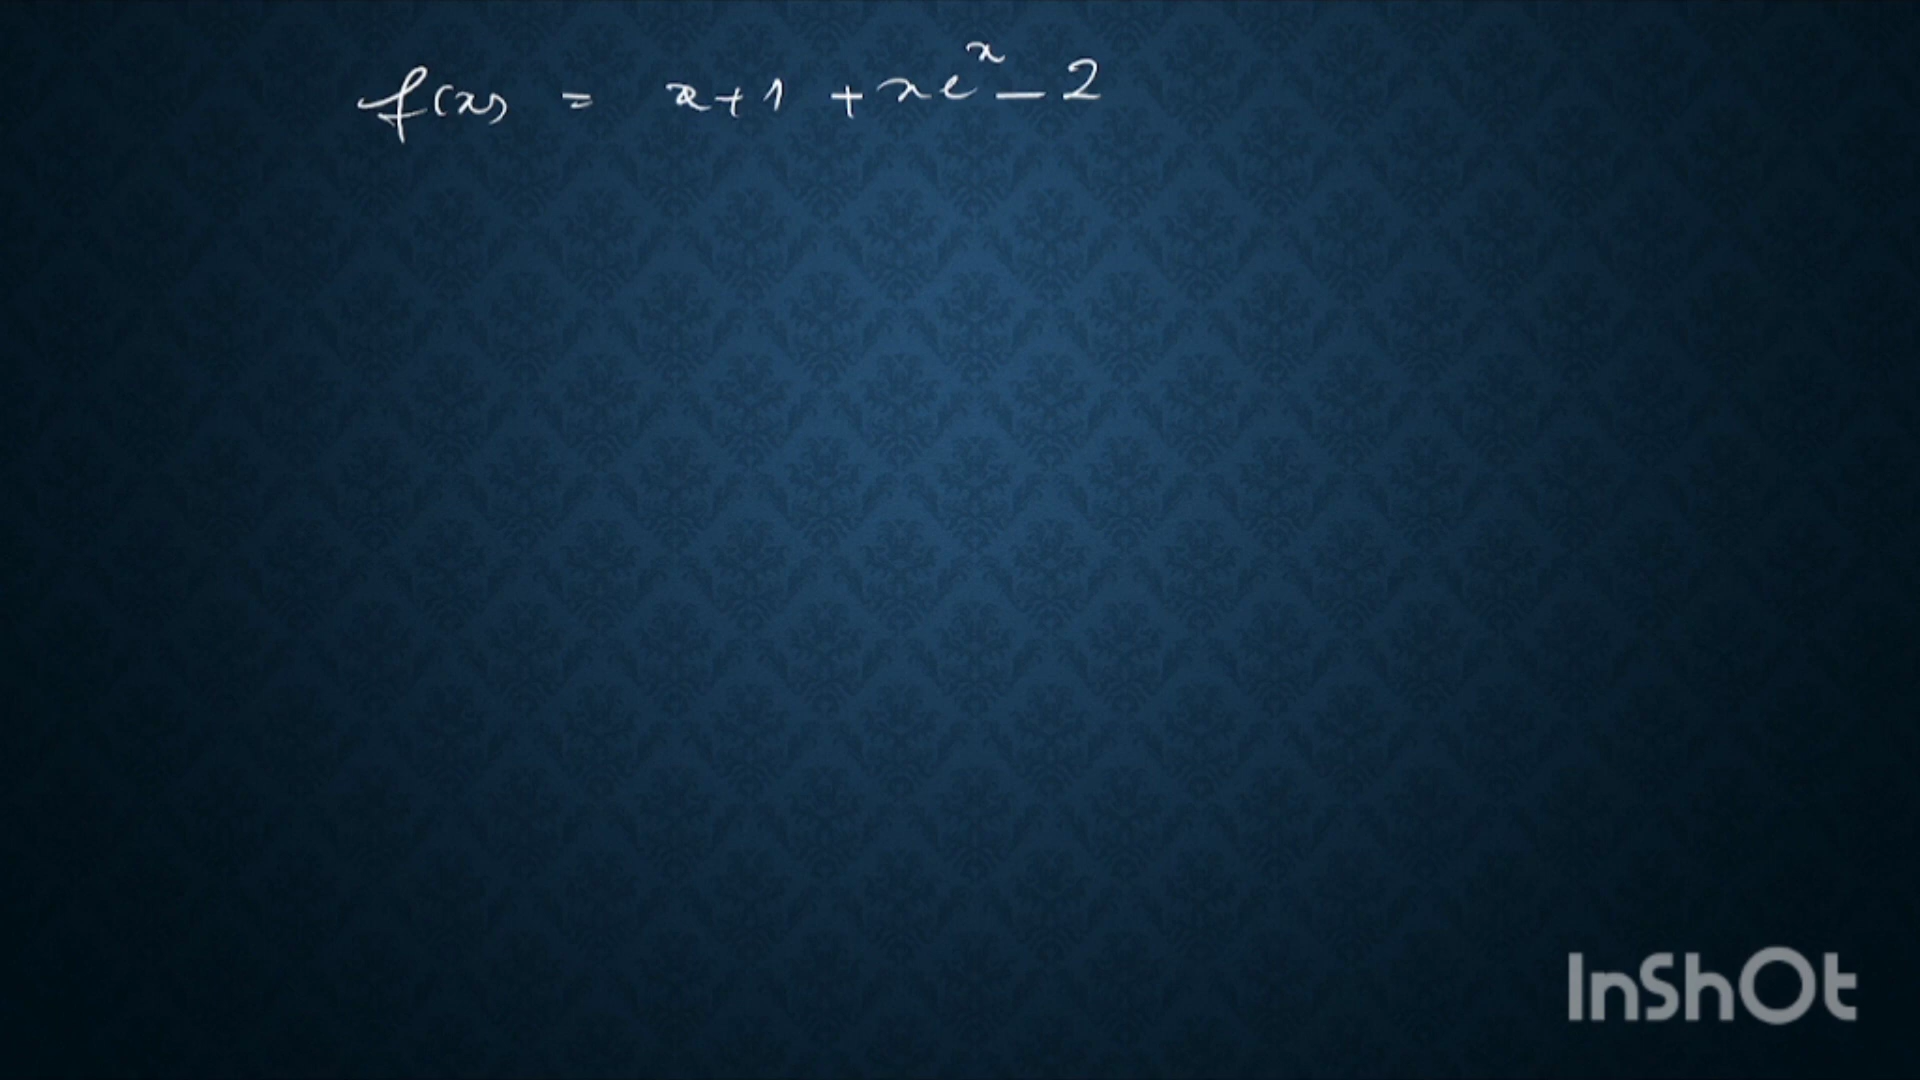 f(x) = x+1 +xe^x-2
InShOt